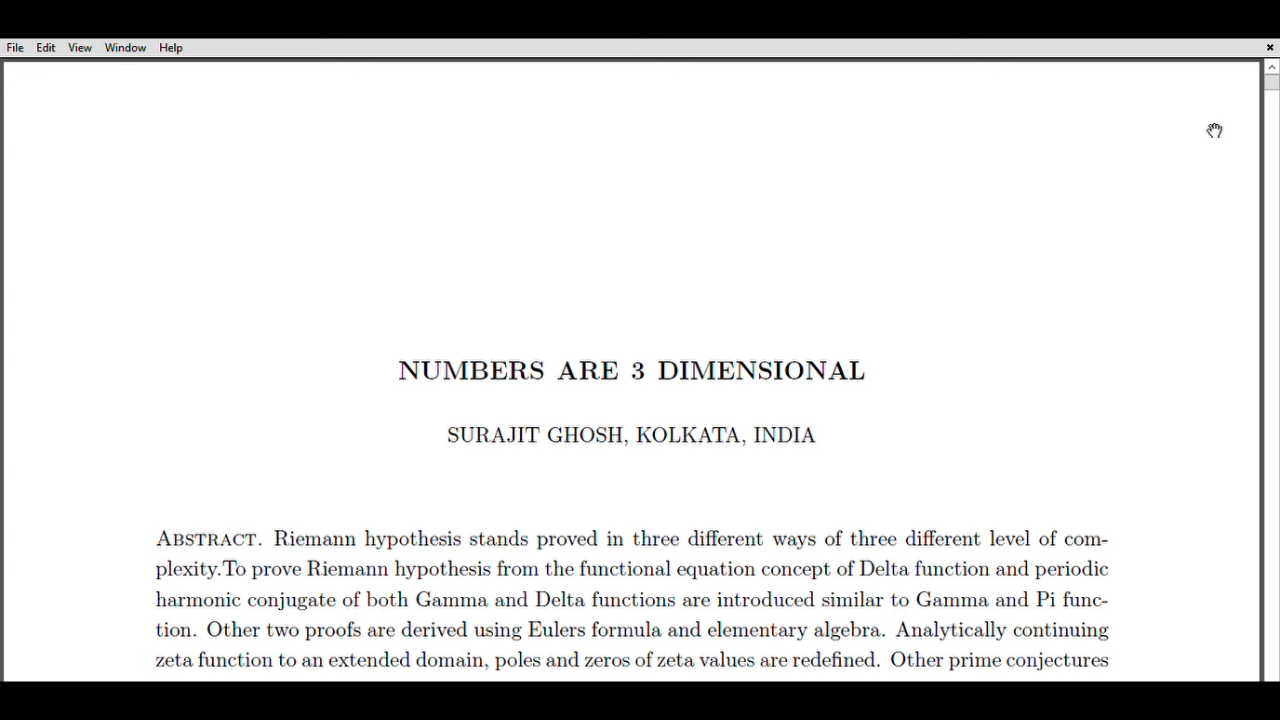 File Edit View Window Help
NUMBERS ARE 3 DIMENSIONAL
SURAJIT GHOSH, KOLKATA, INDIA
ABSTRACT. Riemann hypothesis stands proved in three different ways of three different level of com-
plexity.To prove Riemann hypothesis from the functional equation concept of Delta function and periodic
harmonic conjugate of both Gamma and Delta functions are introduced similar to Gamma and Pi func-
tion. Other two proofs are derived using Eulers formula and elementary algebra. Analytically continuing
zeta function to an extended domain, poles and zeros of zeta values are redefined. Other prime conjectures